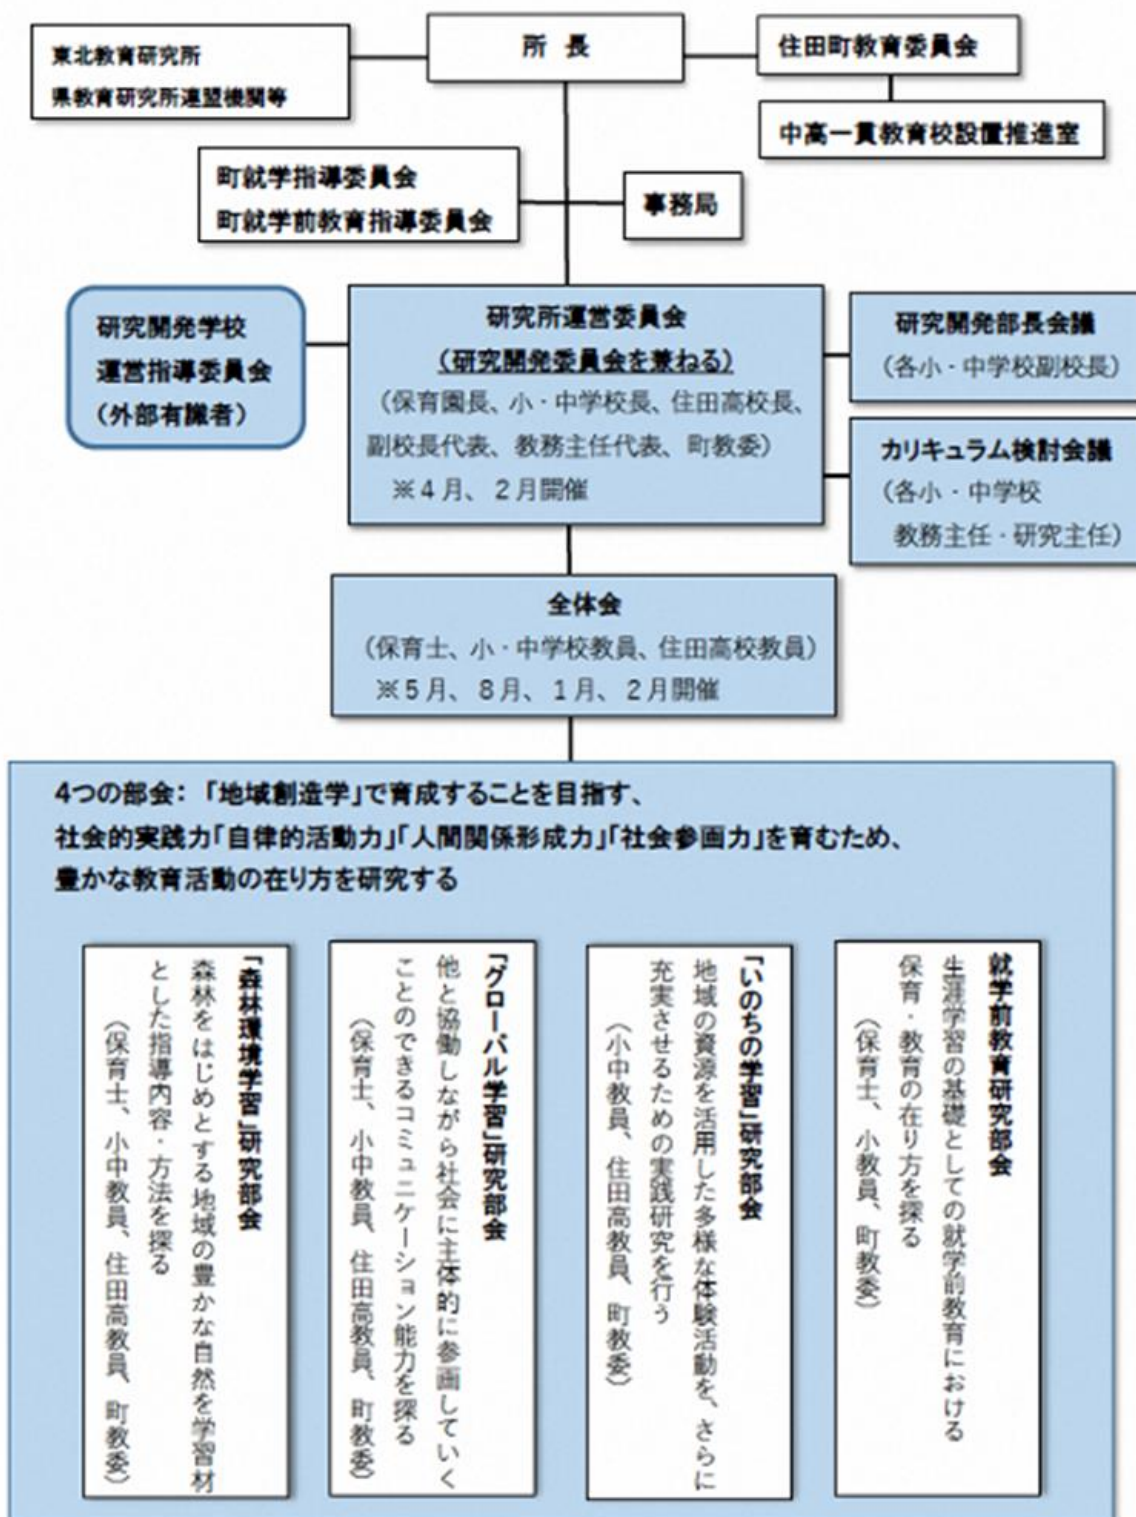 所 長
東北教育研究所
県教育研究所連盟機関等
住田町教育委員会
中高一貫教育校設置推進室
町就学指導委員会
町就学前教育指導委員会
事務局
研究開発学校
運営指導委員会
（外部有識者）
研究所運営委員会
（研究開発委員会を兼ねる）
（保育園長、小・中学校長、住田高校長、
副校長代表、教務主任代表、町教委）
※４月、２月開催
研究開発部長会議
（各小・中学校副校長）
カリキュラム検討会議
（各小・中学校
教務主任・研究主任）
全体会
（保育士、小・中学校教員、住田高校教員）
※５月、８月、１月、２月開催
4つの部会：「地域創造学」で育成することを目指す、
社会的実践力「自律的活動力」「人間関係形成力」「社会参画力」を育むため、
豊かな教育活動の在り方を研究する
就学前教育研究部会
生涯学習の基礎としての就学前教育における
保育・教育の在り方を探る
（保育士、小教員、町教委）
「いのちの学習」研究部会
地域の資源を活用した多様な体験活動を、さらに
充実させるための実践研究を行う
（小中教員、住田高教員、町教委）
「グローバル学習」研究部会
他と協働しながら社会に主体的に参画していく
ことのできるコミュニケーション能力を探る
（保育士、小中教員、住田高教員、町教委）
「森林環境学習」研究部会
森林をはじめとする地域の豊かな自然を学習材
とした指導内容・方法を探る
（保育士、小中教員、住田高教員、町教委）